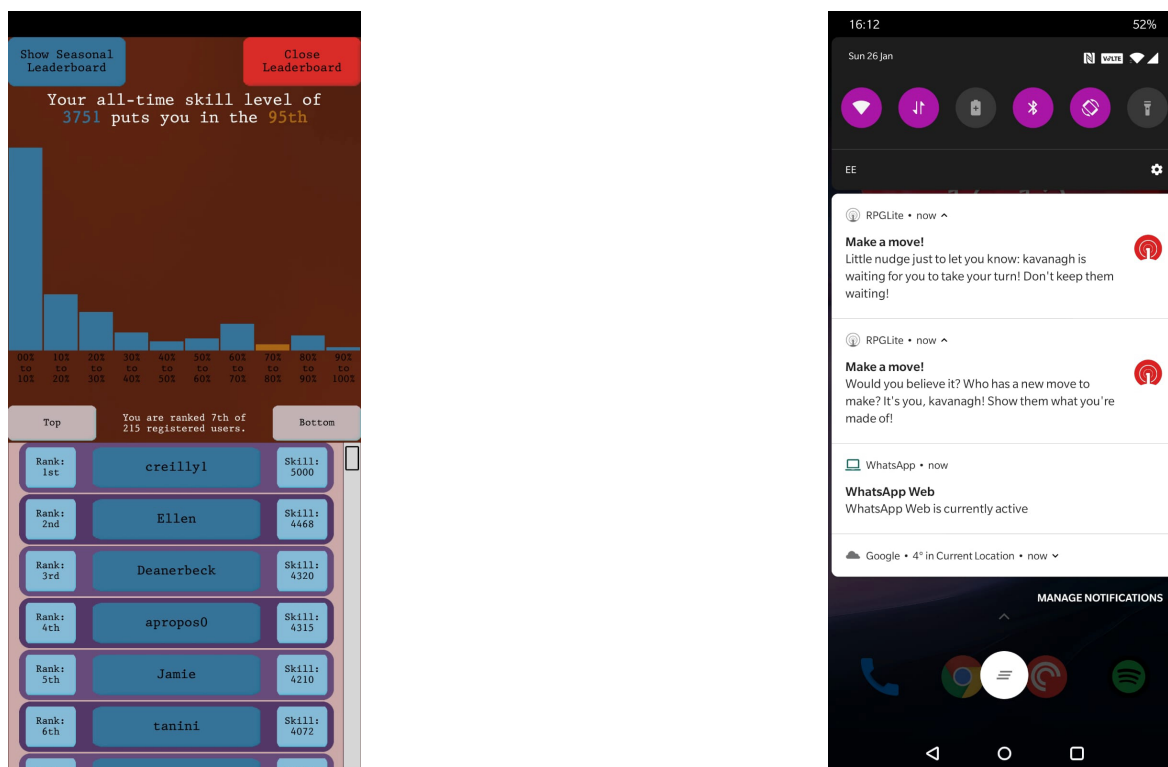 Show Seasonal
Leaderboard
Close
Leaderboard
Your all-time skill level of
3751 puts you in the 95th
00% to 10%
10% to 20%
20% to 30%
30% to 40%
40% to 50%
50% to 60%
60% to 70%
70% to 80%
80% to 90%
90% to 100%
Top
You are ranked 7th of
215 registered users.
Bottom
Rank:
1st
creilly1
Skill:
5000
Rank:
2nd
Ellen
Skill:
4468
Rank:
3rd
Deanerbeck
Skill:
4320
Rank:
4th
apropos0
Skill:
4315
Rank:
5th
Jamie
Skill:
4210
Rank:
6th
tanini
Skill:
4072
16:12
52%
Sun 26 Jan
VoLTE
EE
RPGLite • now
Make a move!
Little nudge just to let you know: kavanagh is
waiting for you to take your turn! Don't keep them
waiting!
RPGLite • now
Make a move!
Would you believe it? Who has a new move to
make? It's you, kavanagh! Show them what you're
made of!
WhatsApp • now
WhatsApp Web
WhatsApp Web is currently active
Google • 4° in Current Location • now
MANAGE NOTIFICATIONS